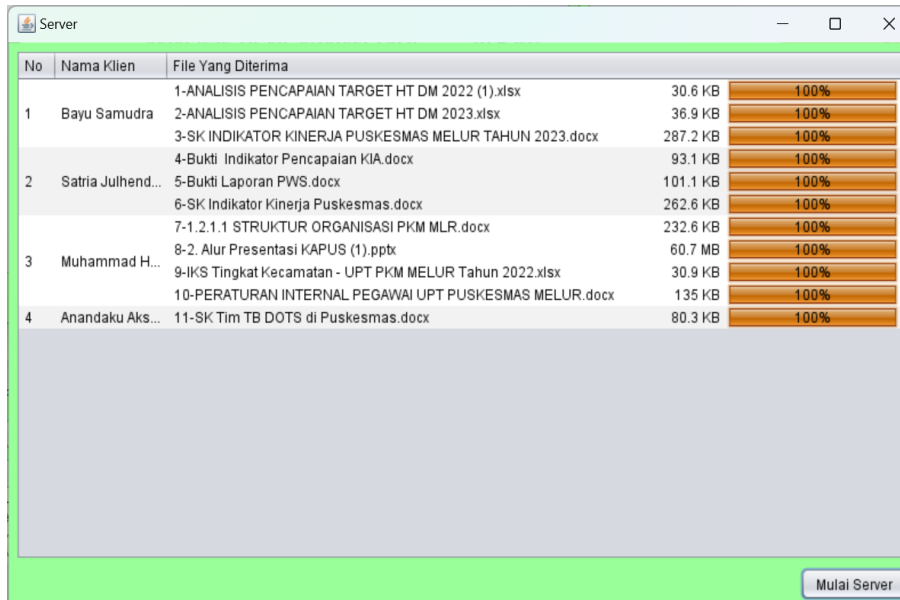 Server
No Nama Klien File Yang Diterima
1-ANALISIS PENCAPAIAN TARGET HT DM 2022 (1).xlsx 30.6 KB 100%
1 Bayu Samudra 2-ANALISIS PENCAPAIAN TARGET HT DM 2023.xlsx 36.9 KB 100%
3-SK INDIKATOR KINERJA PUSKESMAS MELUR TAHUN 2023.docx 287.2 KB 100%
4-Bukti  Indikator Pencapaian KIA.docx 93.1 KB 100%
2 Satria Julhend... 5-Bukti Laporan PWS.docx 101.1 KB 100%
6-SK Indikator Kinerja Puskesmas.docx 262.6 KB 100%
7-1.2.1.1 STRUKTUR ORGANISASI PKM MLR.docx 232.6 KB 100%
8-2. Alur Presentasi KAPUS (1).pptx 60.7 MB 100%
3 Muhammad H... 9-IKS Tingkat Kecamatan - UPT PKM MELUR Tahun 2022.xlsx 30.9 KB 100%
10-PERATURAN INTERNAL PEGAWAI UPT PUSKESMAS MELUR.docx 135 KB 100%
4 Anandaku Aks... 11-SK Tim TB DOTS di Puskesmas.docx 80.3 KB 100%
Mulai Server